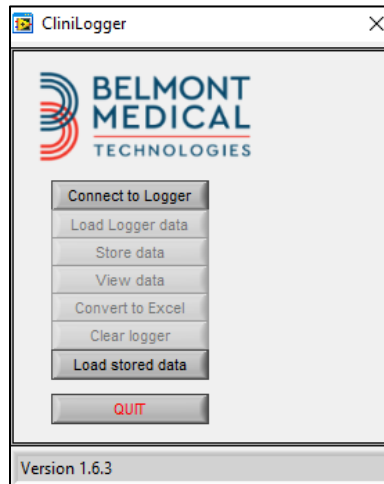 CliniLogger
BELMONT
MEDICAL
TECHNOLOGIES
Connect to Logger
Load Logger data
Store data
View data
Convert to Excel
Clear logger
Load stored data
QUIT
Version 1.6.3